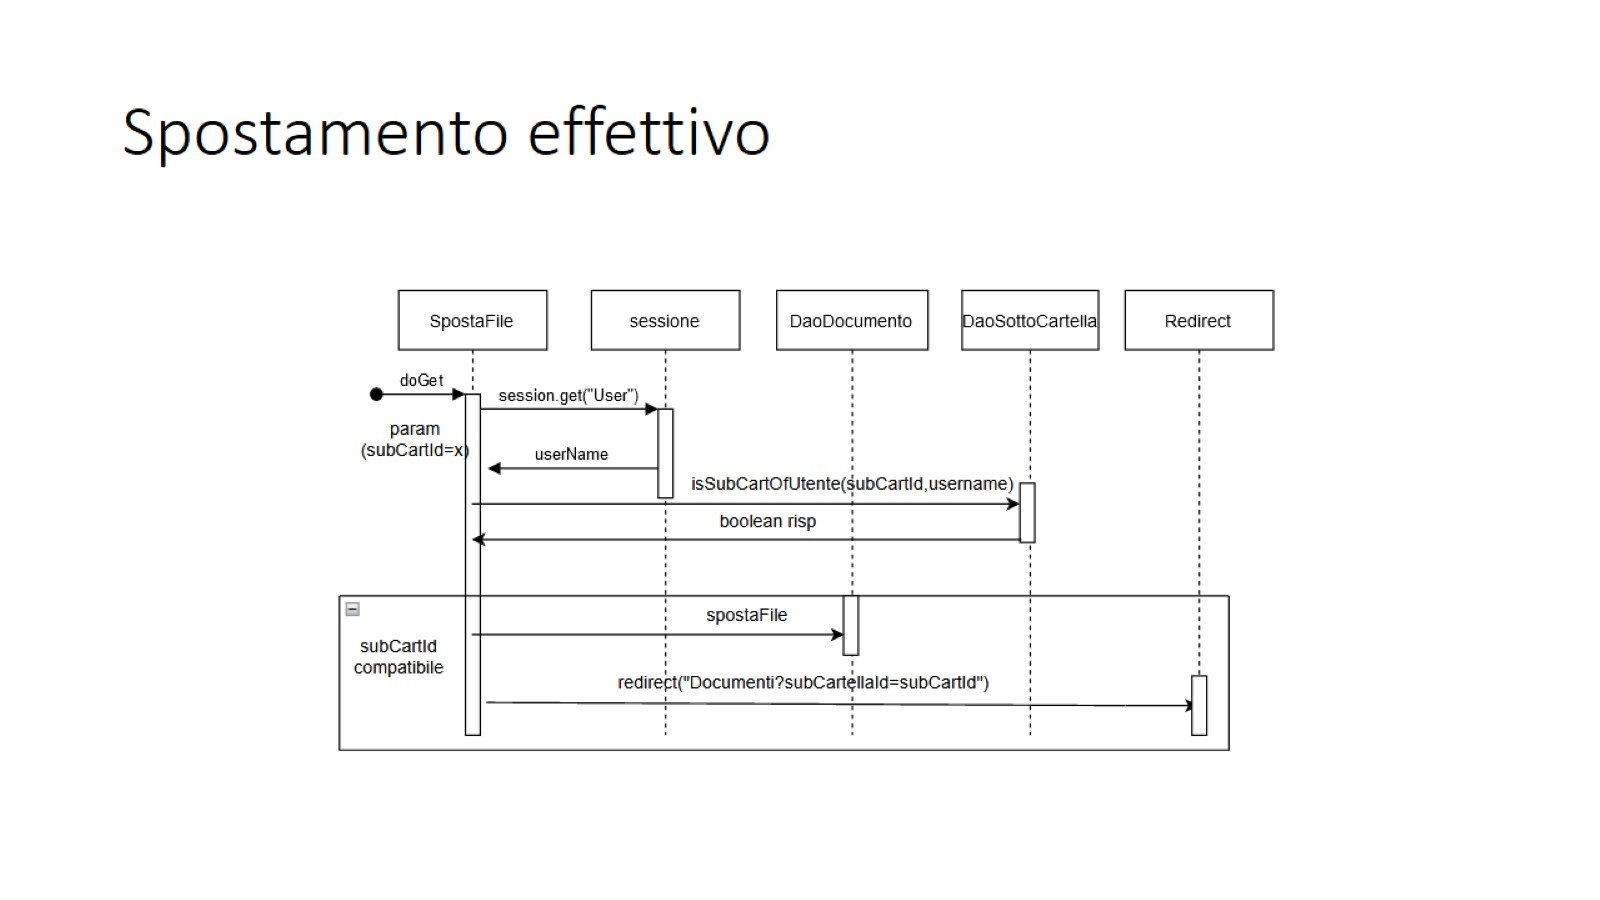 Spostamento effettivo
SpostaFile
sessione
DaoDocumento
DaoSottoCartella
Redirect
doGet
session.get("User")
param
(subCartId=x)
userName
isSubCartOfUtente(subCartId,username)
boolean risp
spostaFile
subCartId
compatibile
redirect("Documenti?subCartellaId=subCartId")